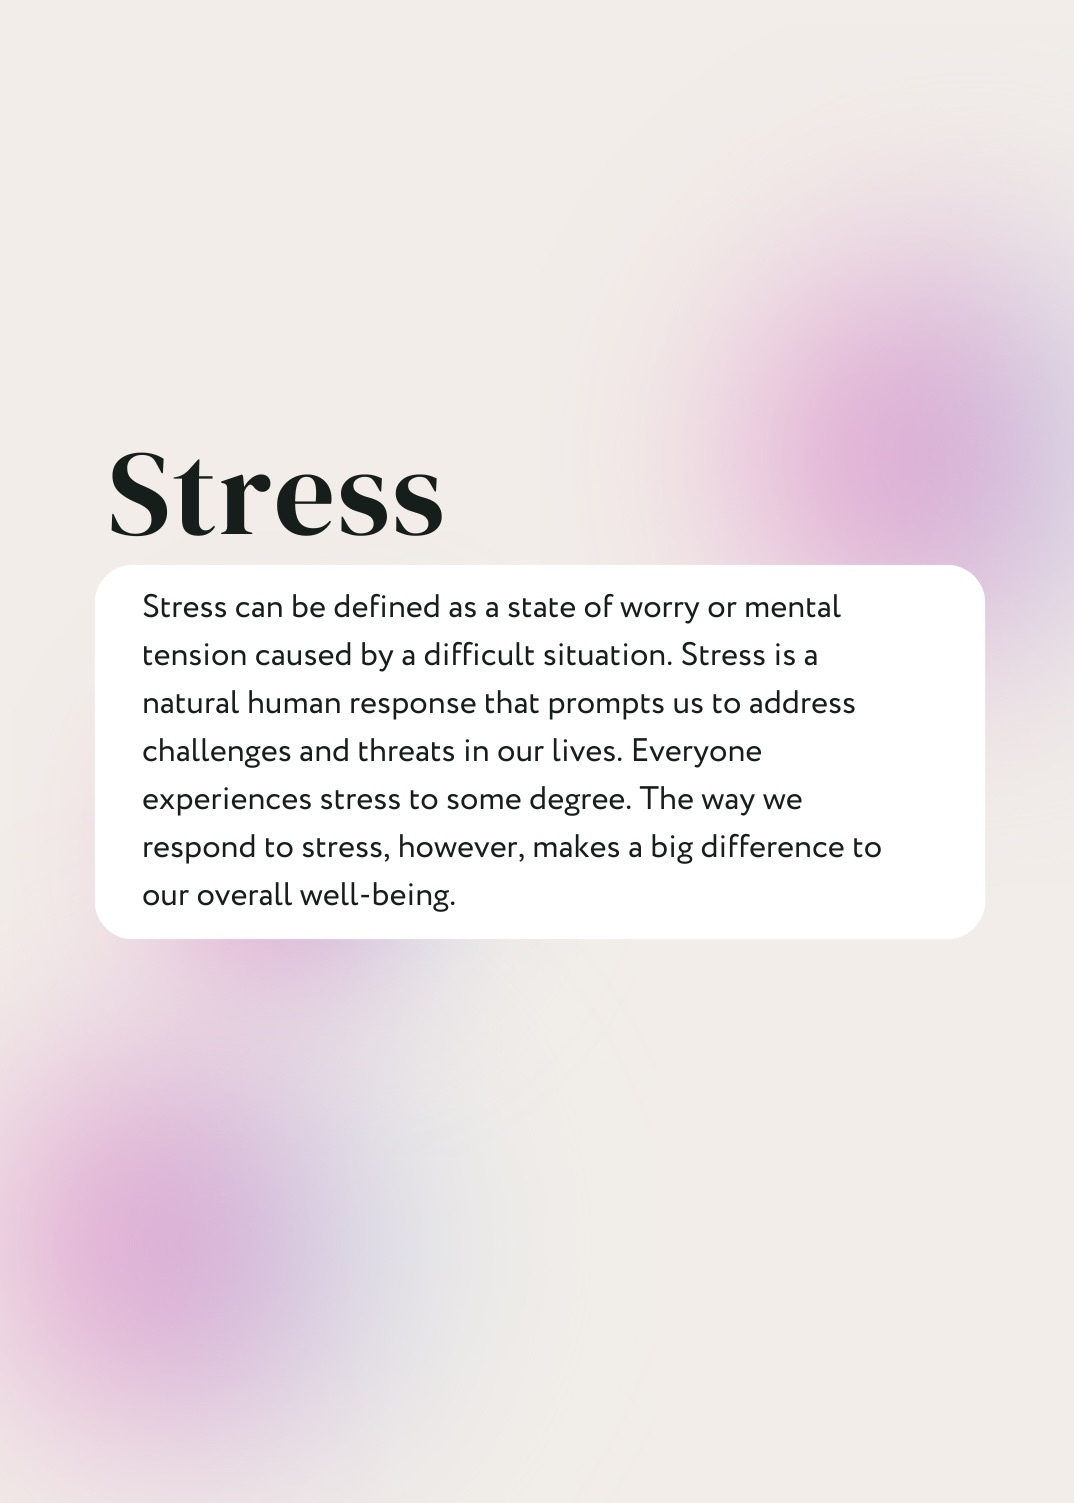 Stress
Stress can be defined as a state of worry or mental
tension caused by a difficult situation. Stress is a
natural human response that prompts us to address
challenges and threats in our lives. Everyone
experiences stress to some degree. The way we
respond to stress, however, makes a big difference to
our overall well-being.